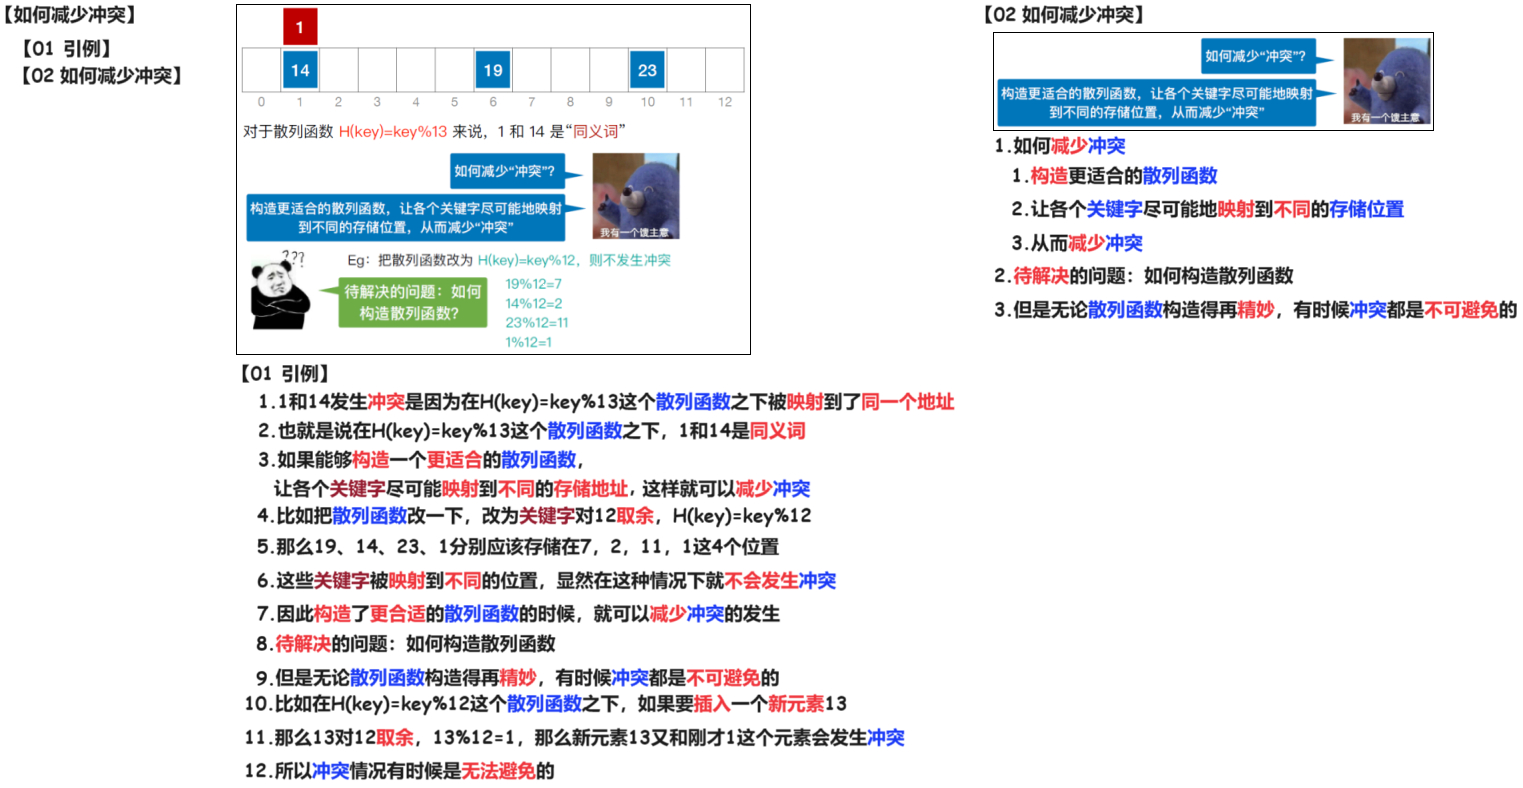 【如何减少冲突】
【01 引例】
【02 如何减少冲突】
1
14 19 23
0 1 2 3 4 5 6 7 8 9 10 11 12
对于散列函数 H(key)=key%13 来说，1 和 14 是“同义词”
如何减少“冲突”？
构造更适合的散列函数，让各个关键字尽可能地映射
到不同的存储位置，从而减少“冲突”
我有一个馊主意
???
Eg：把散列函数改为 H(key)=key%12，则不发生冲突
待解决的问题：如何
构造散列函数？
19%12=7
14%12=2
23%12=11
1%12=1
【01 引例】
1.1和14发生冲突是因为在H(key)=key%13这个散列函数之下被映射到了同一个地址
2.也就是说在H(key)=key%13这个散列函数之下，1和14是同义词
3.如果能够构造一个更适合的散列函数，
让各个关键字尽可能映射到不同的存储地址，这样就可以减少冲突
4.比如把散列函数改一下，改为关键字对12取余，H(key)=key%12
5.那么19、14、23、1分别应该存储在7，2，11，1这4个位置
6.这些关键字被映射到不同的位置，显然在这种情况下就不会发生冲突
7.因此构造了更合适的散列函数的时候，就可以减少冲突的发生
8.待解决的问题：如何构造散列函数
9.但是无论散列函数构造得再精妙，有时候冲突都是不可避免的
10.比如在H(key)=key%12这个散列函数之下，如果要插入一个新元素13
11.那么13对12取余，13%12=1，那么新元素13又和刚才1这个元素会发生冲突
12.所以冲突情况有时候是无法避免的
【02 如何减少冲突】
如何减少“冲突”？
构造更适合的散列函数，让各个关键字尽可能地映射
到不同的存储位置，从而减少“冲突”
我有一个馊主意
1.如何减少冲突
1.构造更适合的散列函数
2.让各个关键字尽可能地映射到不同的存储位置
3.从而减少冲突
2.待解决的问题：如何构造散列函数
3.但是无论散列函数构造得再精妙，有时候冲突都是不可避免的